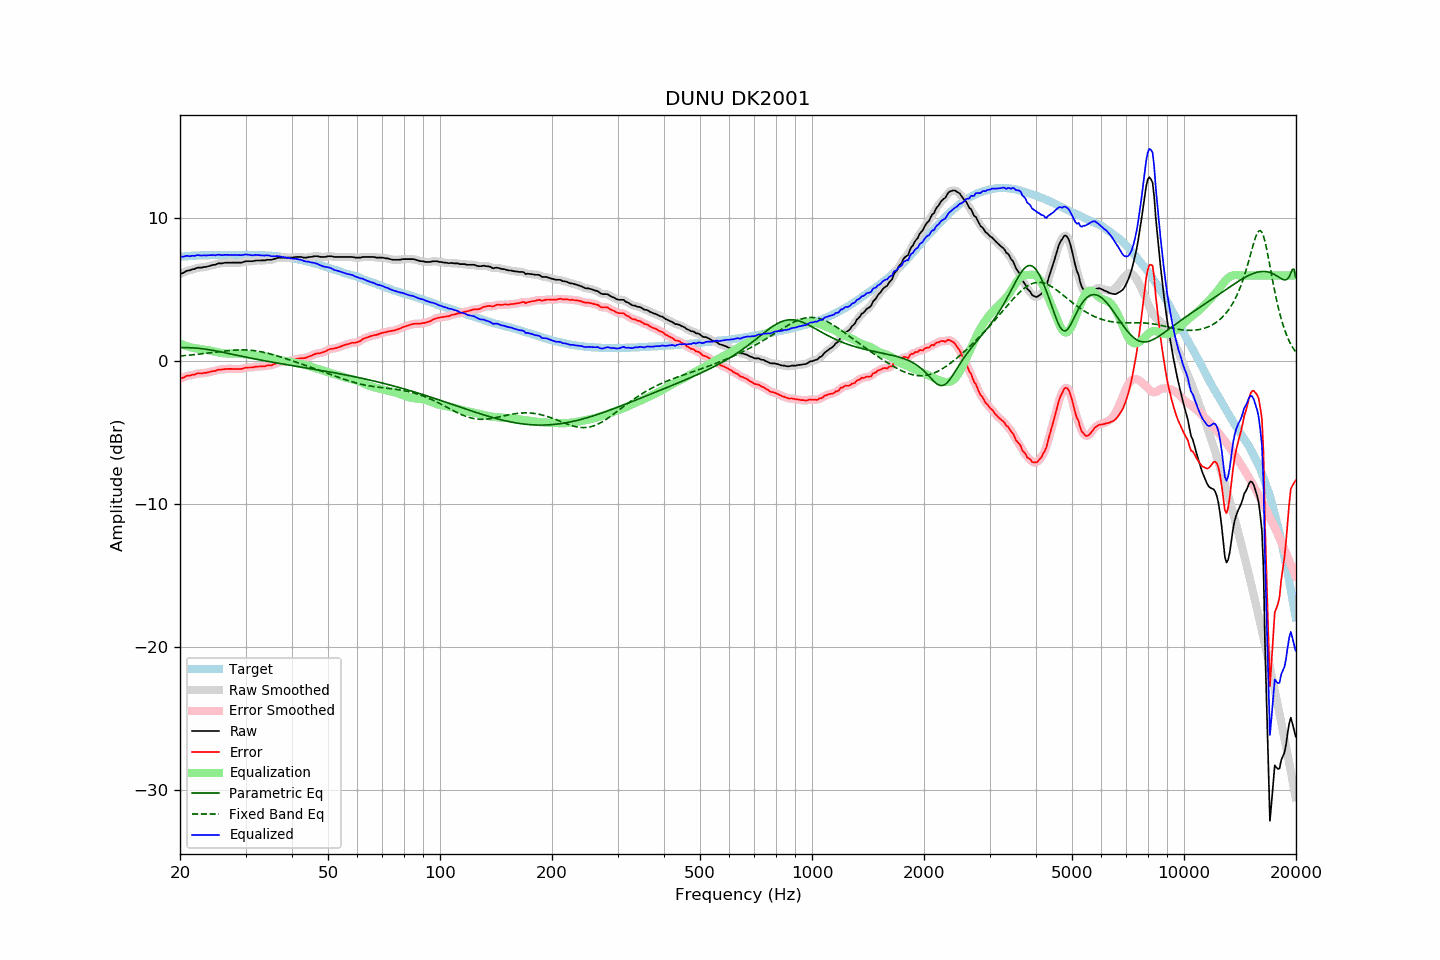 DUNU DK2001
Amplitude (dBr)
10
0
−10
−20
−30
Target
Raw Smoothed
Error Smoothed
Raw
Error
Equalization
Parametric Eq
Fixed Band Eq
Equalized
20 50 100 200 500 1000 2000 5000 10000 20000
Frequency (Hz)